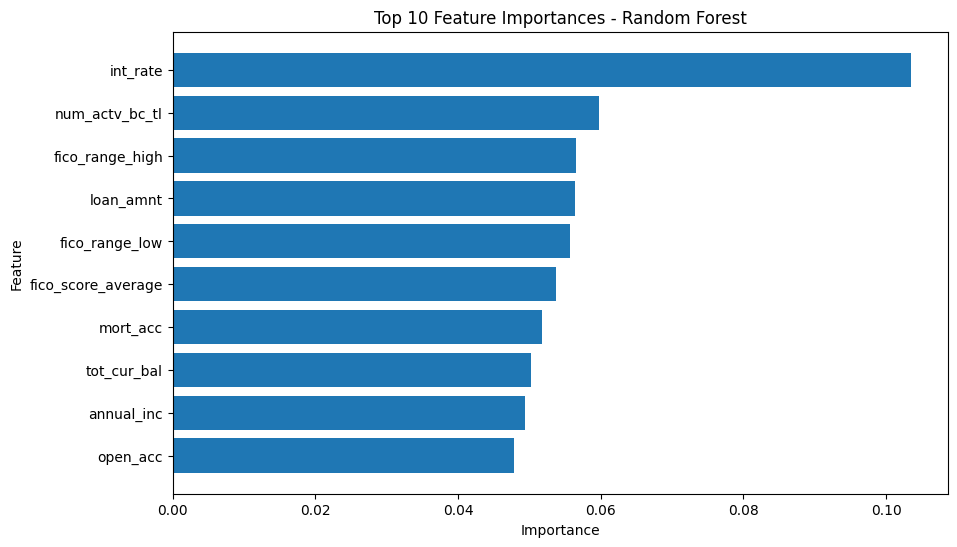 Top 10 Feature Importances - Random Forest
Feature
int_rate
num_actv_bc_tl
fico_range_high
loan_amnt
fico_range_low
fico_score_average
mort_acc
tot_cur_bal
annual_inc
open_acc
0.00 0.02 0.04 0.06 0.08 0.10
Importance